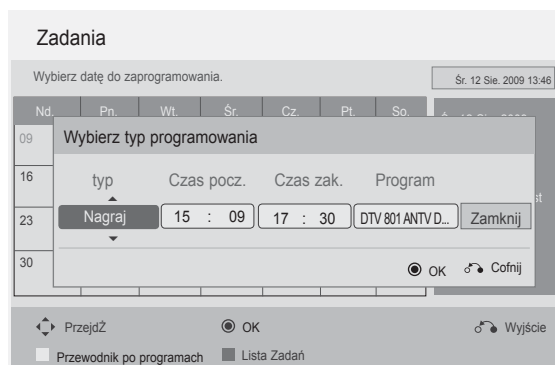 Zadania
Wybierz datę do zaprogramowania.
Śr. 12 Sie. 2009 13:46
Nd. Pn. Wt. Śr. Cz. Pt. So.
09
Wybierz typ programowania
16
typ Czas pocz. Czas zak. Program
23
Nagraj 15 : 09 17 : 30 DTV 801 ANTV D... Zamknij
30
OK Cofnij
PrzejdŹ OK Wyjście
Przewodnik po programach Lista Zadań